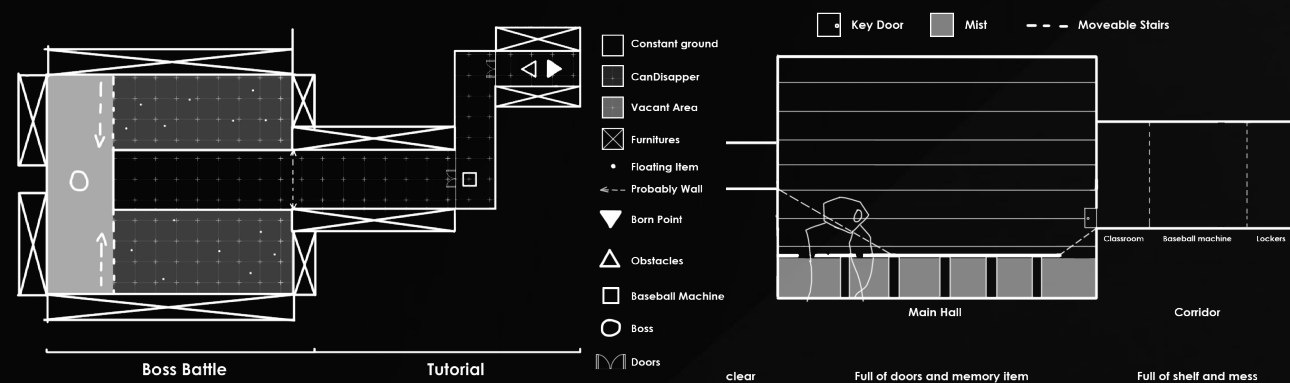 Boss Battle
Tutorial
Constant ground
CanDisapper
Vacant Area
Furnitures
Floating Item
Probably Wall
Born Point
Obstacles
Baseball Machine
Boss
Doors
Key Door
Mist
Moveable Stairs
Classroom
Baseball machine
Lockers
Main Hall
Corridor
clear
Full of doors and memory item
Full of shelf and mess